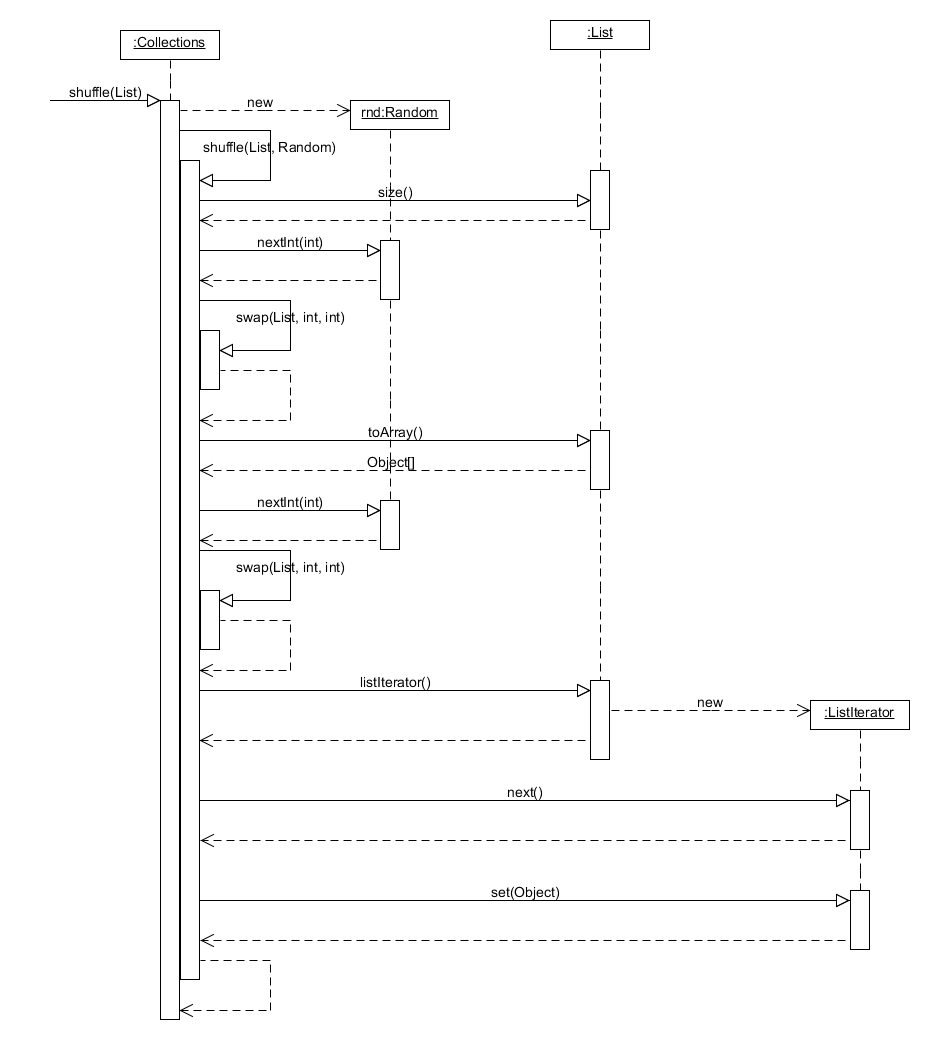 :List
:Collections
shuffle(List)
new
rnd:Random
shuffle(List, Random)
size()
nextInt(int)
swap(List, int, int)
toArray()
Object[]
nextInt(int)
swap(List, int, int)
listIterator()
new
:ListIterator
next()
set(Object)